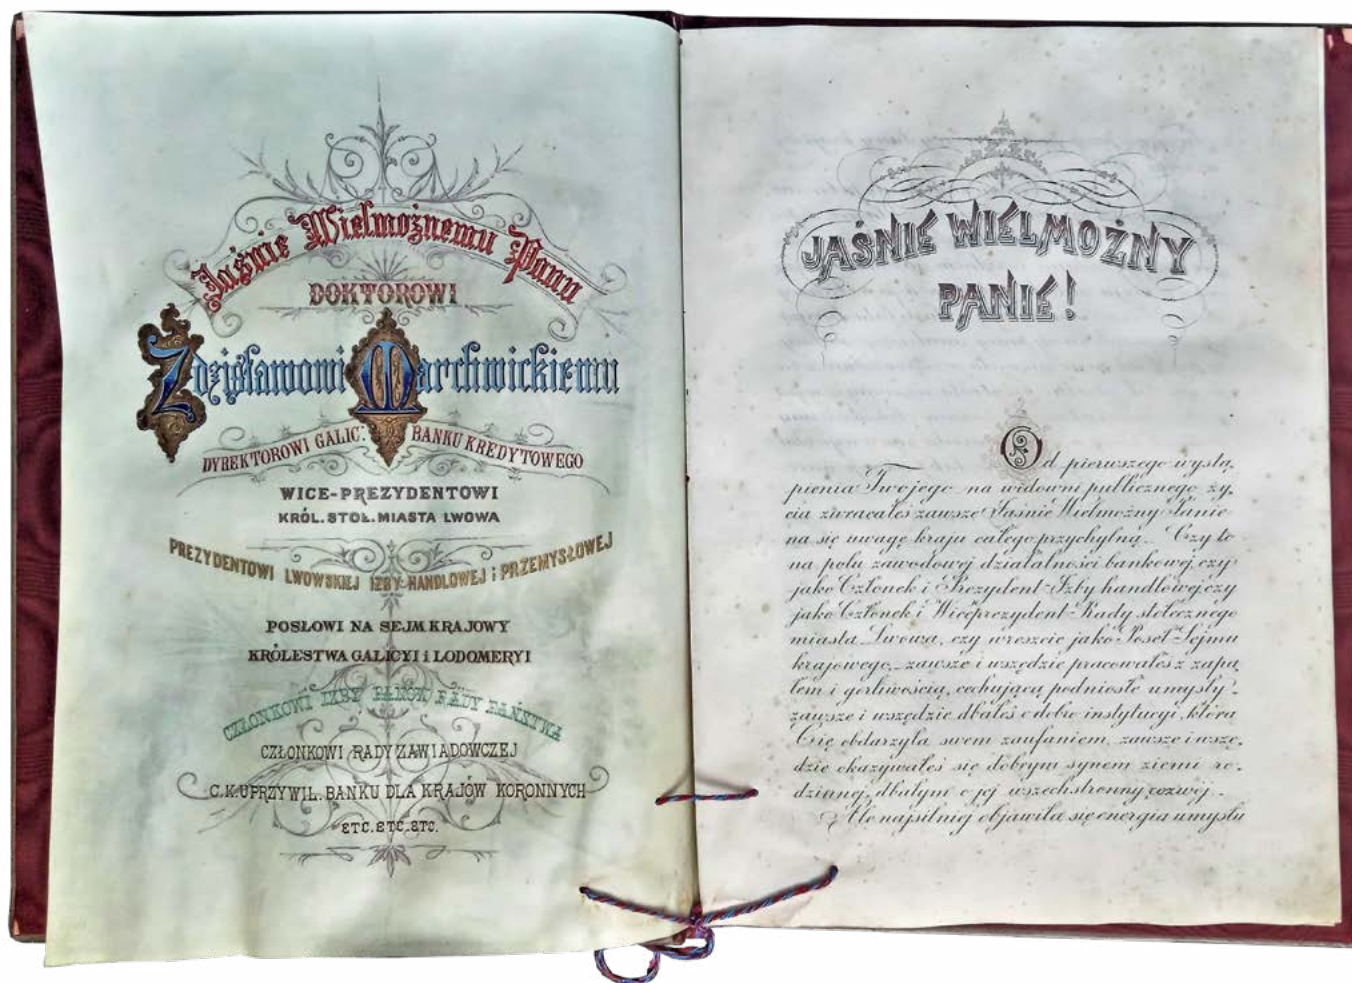 Jaśnie Wielmożnemu Panu
DOKTOROWI
Zdzisławowi Marchwickiemu
DYREKTOROWI GALIC: BANKU KREDYTOWEGO
WICE-PREZYDENTOWI
KRÓL. STOŁ. MIASTA LWOWA
PREZYDENTOWI LWOWSKIEJ IZBY HANDLOWEJ i PRZEMYSŁOWEJ
POSŁOWI NA SEJM KRAJOWY
KRÓLESTWA GALICYI i LODOMERYI
CZŁONKOWI IZBY PANÓW RADY PAŃSTWA
CZŁONKOWI RADY ZAWIADOWCZEJ
C. K. UPRZYWIL. BANKU DLA KRAJÓW KORONNYCH
ETC. ETC. ETC.
JAŚNIE WIELMOŻNY
PANIE!
Od pierwszego wystą-
pienia Twojego na widowni publicznego ży-
cia zwracałeś zawsze Jaśnie Wielmożny Panie
na się uwagę kraju całego przychylną. Czy to
na polu zawodowej działalności bankowej, czy
jako Członek i Prezydent Izby handlowej, czy
jako Członek i Wiceprezydent Rady stołecznego
miasta Lwowa, czy wreszcie jako Poseł Sejmu
krajowego, zawsze i wszędzie pracowałeś z zapa-
łem i gorliwością, cechującą podniosłe umysły,
zawsze i wszędzie dbałeś o dobro instytucyi, która
Cię obdarzyła swem zaufaniem, zawsze i wszę-
dzie okazywałeś się dobrym synem ziemi ro-
dzinnej, dbałym o jej wszechstronny rozwój.
Ale najsilniej objawiła się energia umysłu